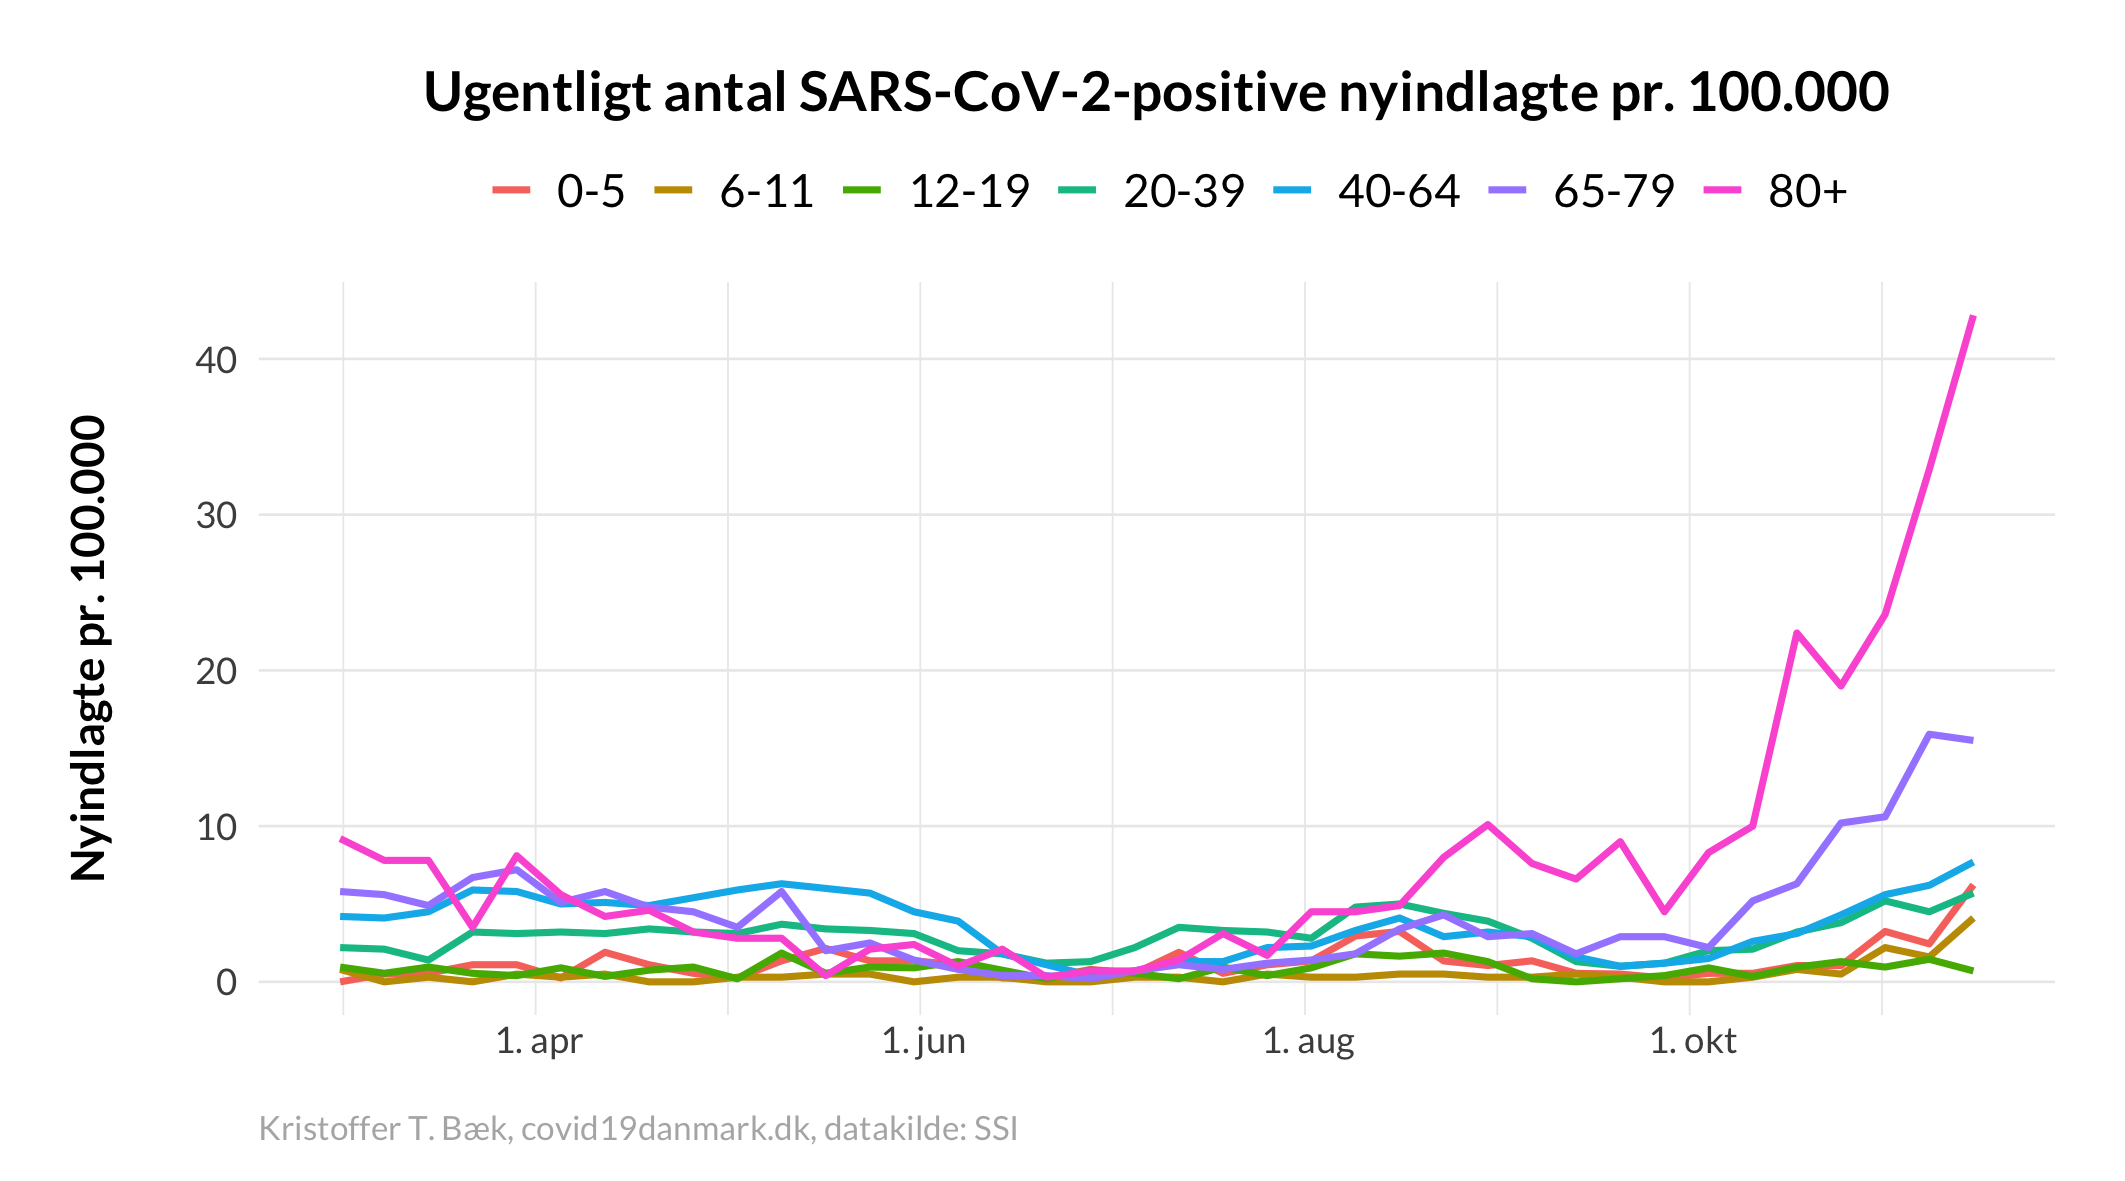 Ugentligt antal SARS-CoV-2-positive nyindlagte pr. 100.000
0-5 6-11 12-19 20-39 40-64 65-79 80+
Nyindlagte pr. 100.000
40
30
20
10
0
1. apr 1. jun 1. aug 1. okt
Kristoffer T. Bæk, covid19danmark.dk, datakilde: SSI